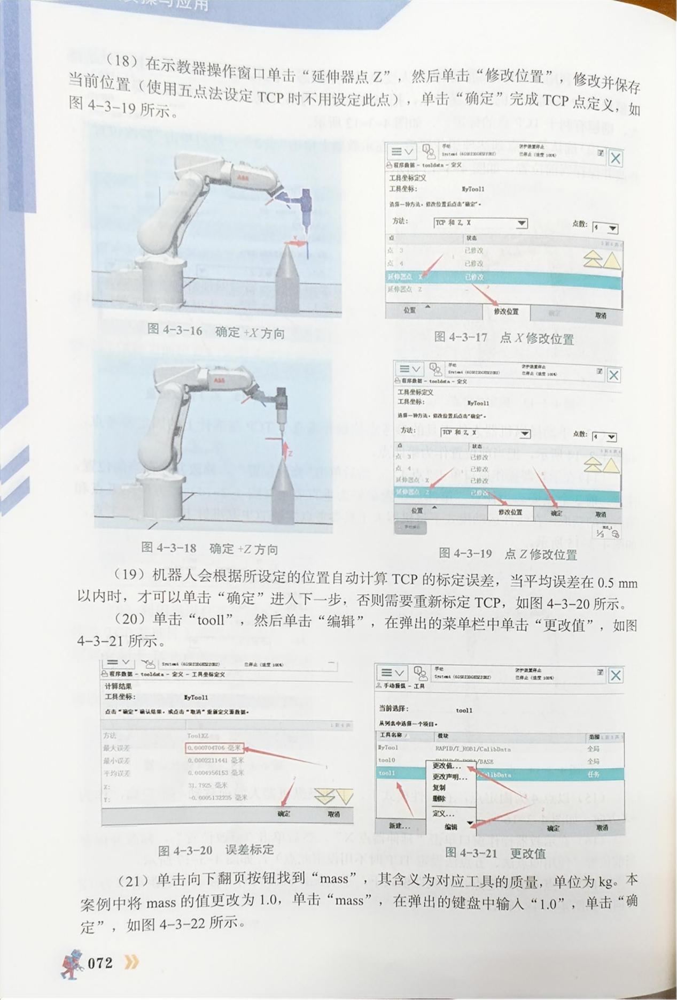 操与应用
（18）在示教器操作窗口单击“延伸器点 Z”，然后单击“修改位置”，修改并保存
当前位置（使用五点法设定 TCP 时不用设定此点），单击“确定”完成 TCP 点定义，如
图 4-3-19 所示。
ABB
X
图 4-3-16 确定 +X 方向
手动
防护装置停止
已停止（速度 100%）
程序数据 - tooldata - 定义
工具坐标定义
工具坐标： MyTool1
选择一种方法，修改位置后点击“确定”。
方法： TCP 和 Z, X 点数： 4
点 状态
点 3 已修改
点 4 已修改
延伸器点 X 已修改
延伸器点 Z -
位置 修改位置 确定 取消
图 4-3-17 点 X 修改位置
ABB
Z
图 4-3-18 确定 +Z 方向
手动
防护装置停止
已停止（速度 100%）
程序数据 - tooldata - 定义
工具坐标定义
工具坐标： MyTool1
选择一种方法，修改位置后点击“确定”。
方法： TCP 和 Z, X 点数： 4
点 状态
点 3 已修改
点 4 已修改
延伸器点 X 已修改
延伸器点 Z 已修改
位置 修改位置 确定 取消
图 4-3-19 点 Z 修改位置
（19）机器人会根据所设定的位置自动计算 TCP 的标定误差，当平均误差在 0.5 mm
以内时，才可以单击“确定”进入下一步，否则需要重新标定 TCP，如图 4-3-20 所示。
（20）单击“tooll”，然后单击“编辑”，在弹出的菜单栏中单击“更改值”，如图
4-3-21 所示。
已停止（速度 100%）
程序数据 - tooldata - 定义 - 工具坐标定义
计算结果
工具坐标： MyTool1
点击“确定”确认结果，或点击“取消”重新定义源数据。
方法 ToolXZ
最大误差 0.000704706 毫米
最小误差 0.0002211441 毫米
平均误差 0.0004956153 毫米
X: 31.7925 毫米
Y: -0.0005132235 毫米
确定 取消
图 4-3-20 误差标定
手动
防护装置停止
已停止（速度 100%）
手动操纵 - 工具
当前选择： tool1
从列表中选择一个项目。
工具名称 模块 范围
MyTool RAPID/T_ROB1/CalibData 全局
tool0 全局
tool1 任务
更改值...
更改声明...
复制
删除
定义...
新建... 编辑 确定 取消
图 4-3-21 更改值
（21）单击向下翻页按钮找到“mass”，其含义为对应工具的质量，单位为 kg。本
案例中将 mass 的值更改为 1.0，单击“mass”，在弹出的键盘中输入“1.0”，单击“确
定”，如图 4-3-22 所示。
072